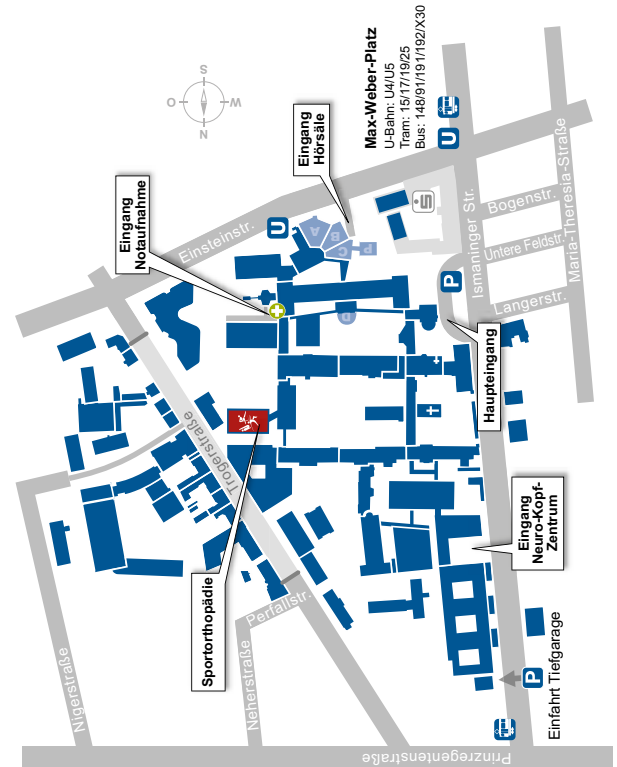 Max-Weber-Platz
U-Bahn: U4/U5
Tram: 15/17/19/25
Bus: 148/91/191/192/X30
S
O
W
N
Eingang
Hörsäle
Eingang
Notaufnahme
Einsteinstr.
U
U
A
B
C
P
D
S
P
Ismaninger Str.
Bogenstr.
Untere Feldstr.
Langerstr.
Maria-Theresia-Straße
Haupteingang
Trogerstraße
Sportorthopädie
Eingang
Neuro-Kopf-
Zentrum
Perfallstr.
Neherstraße
Nigerstraße
Prinzregentenstraße
P
Einfahrt Tiefgarage